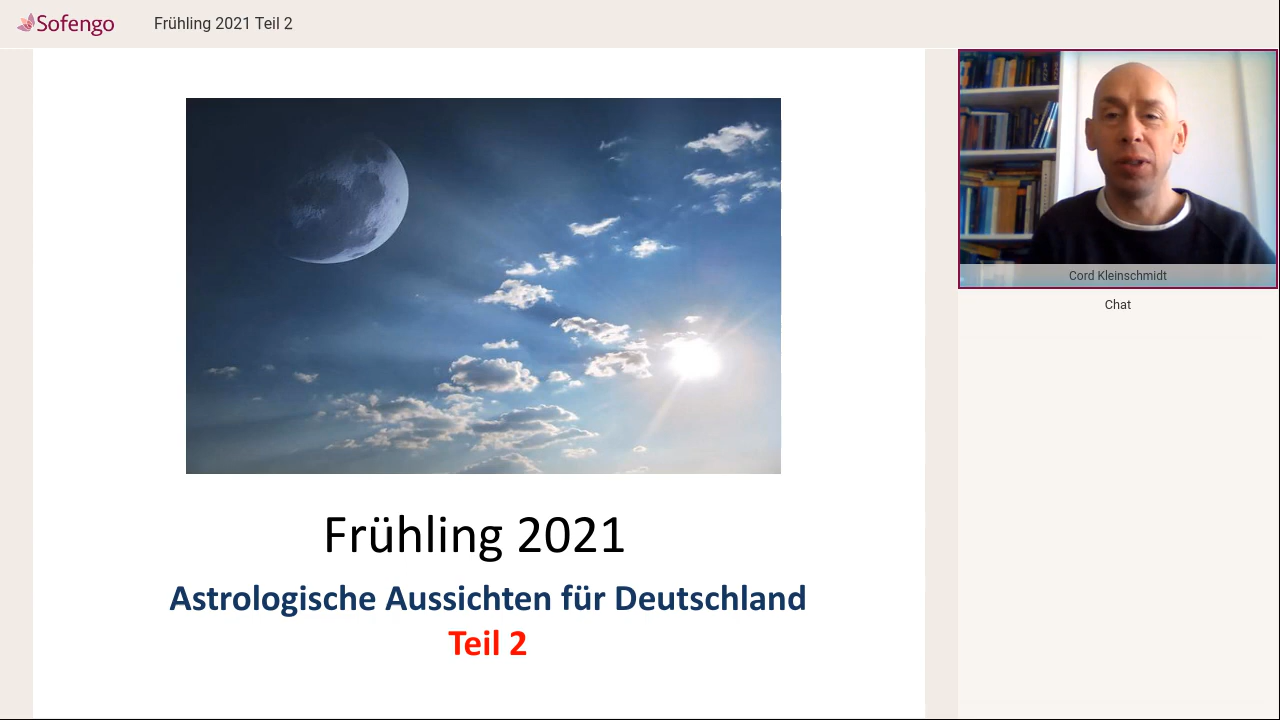 Sofengo
Frühling 2021 Teil 2
Cord Kleinschmidt
Chat
Frühling 2021
Astrologische Aussichten für Deutschland
Teil 2